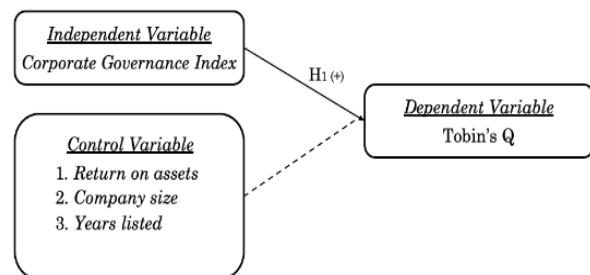 Independent Variable
Corporate Governance Index
H1 (+)
Dependent Variable
Tobin's Q
Control Variable
1. Return on assets
2. Company size
3. Years listed